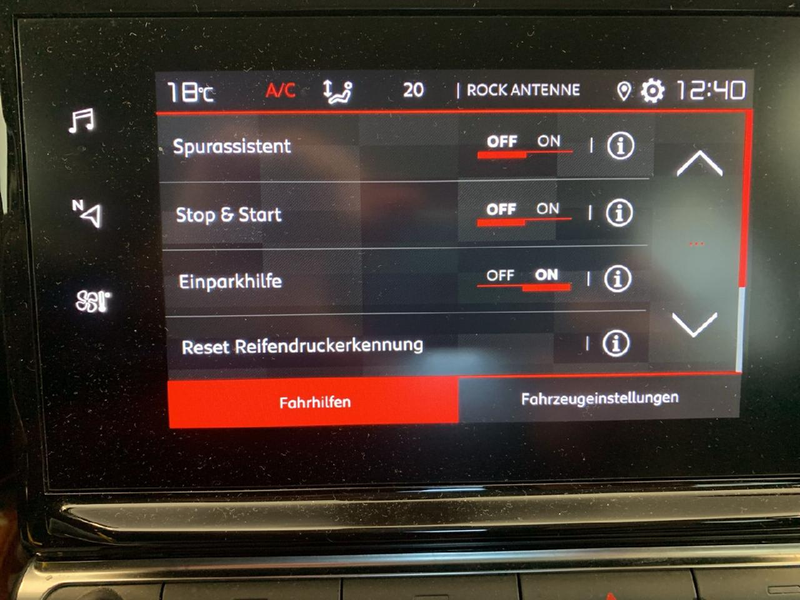 18°C A/C 20 | ROCK ANTENNE 12:40
Spurassistent OFF ON | i
N
Stop & Start OFF ON | i
Einparkhilfe OFF ON | i
Reset Reifendruckerkennung | i
Fahrhilfen Fahrzeugeinstellungen